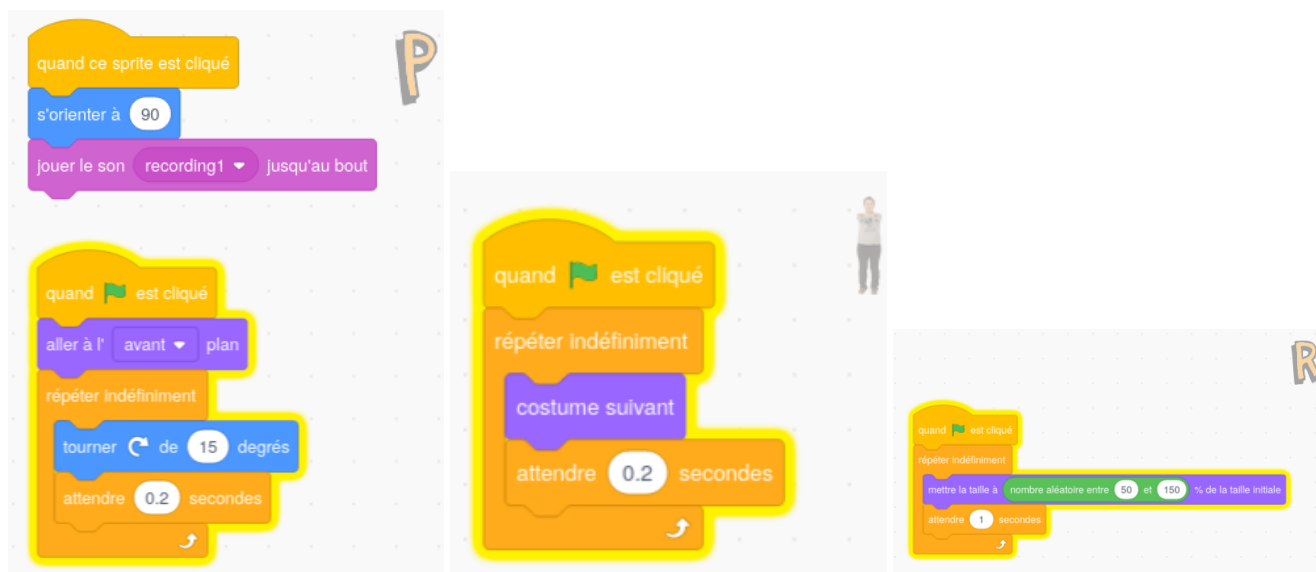 quand ce sprite est cliqué
s'orienter à 90
jouer le son recording1 jusqu'au bout
quand est cliqué
aller à l' avant plan
répéter indéfiniment
tourner de 15 degrés
attendre 0.2 secondes
P
quand est cliqué
répéter indéfiniment
costume suivant
attendre 0.2 secondes
quand est cliqué
répéter indéfiniment
mettre la taille à nombre aléatoire entre 50 et 150 % de la taille initiale
attendre 1 secondes
R